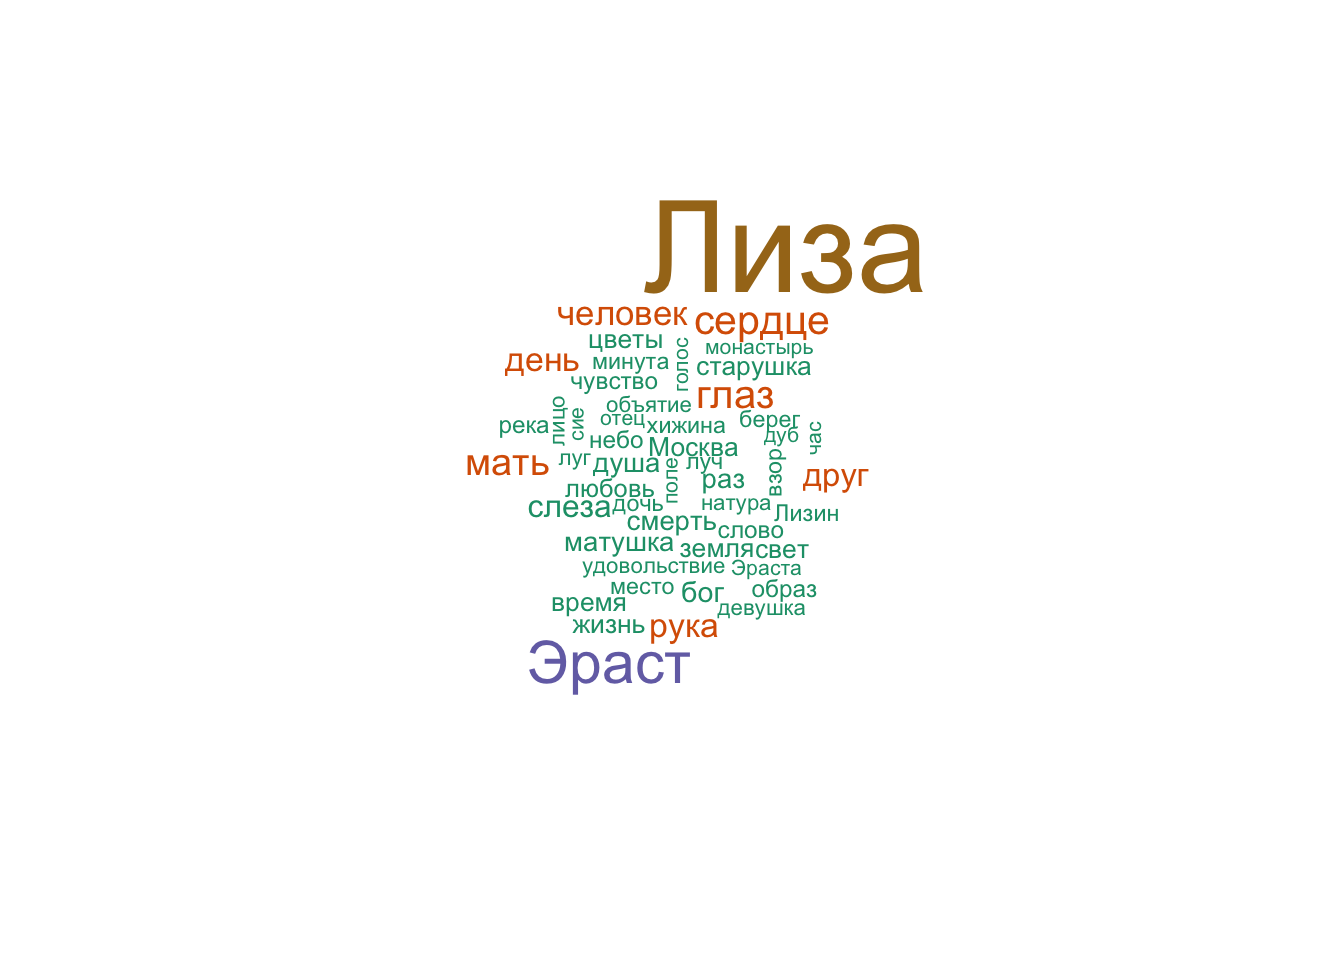 Лиза
человек
сердце
цветы
голос
монастырь
день
минута
старушка
чувство
глаз
лицо
сие
объятие
отец
хижина
берег
река
дуб
час
небо
Москва
мать
луг
душа
поле
луч
раз
взор
друг
любовь
слеза
дочь
натура
Лизин
смерть
слово
матушка
земля
свет
удовольствие
Эраста
место
бог
образ
время
девушка
жизнь
рука
Эраст